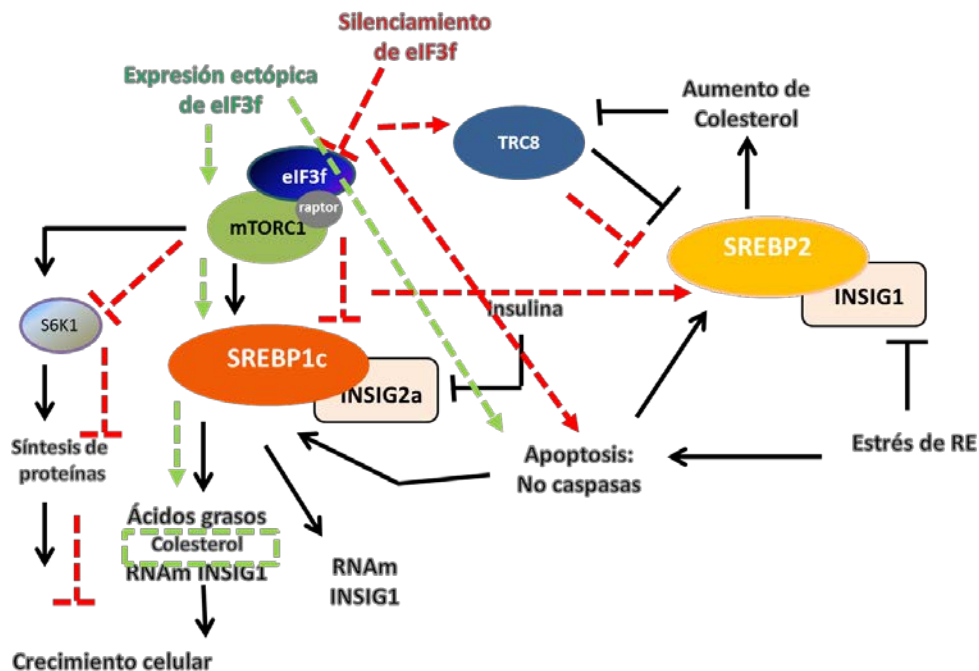 Silenciamiento
de eIF3f
Expresión ectópica
de eIF3f
Aumento de
Colesterol
TRC8
eIF3f
raptor
mTORC1
SREBP2
INSIG1
S6K1
Insulina
SREBP1c
INSIG2a
Síntesis de
proteínas
Apoptosis:
No caspasas
Estrés de RE
Ácidos grasos
Colesterol
RNAm INSIG1
RNAm
INSIG1
Crecimiento celular